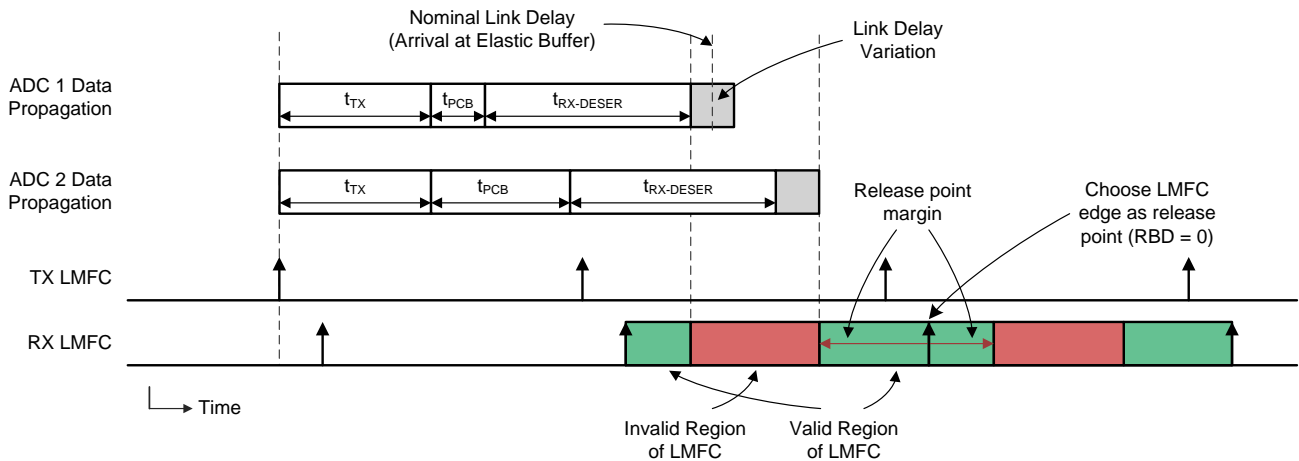 Nominal Link Delay
(Arrival at Elastic Buffer)
Link Delay
Variation
ADC 1 Data
Propagation
tTX
tPCB
tRX-DESER
ADC 2 Data
Propagation
tTX
tPCB
tRX-DESER
Release point
margin
Choose LMFC
edge as release
point (RBD = 0)
TX LMFC
RX LMFC
Time
Invalid Region
of LMFC
Valid Region
of LMFC